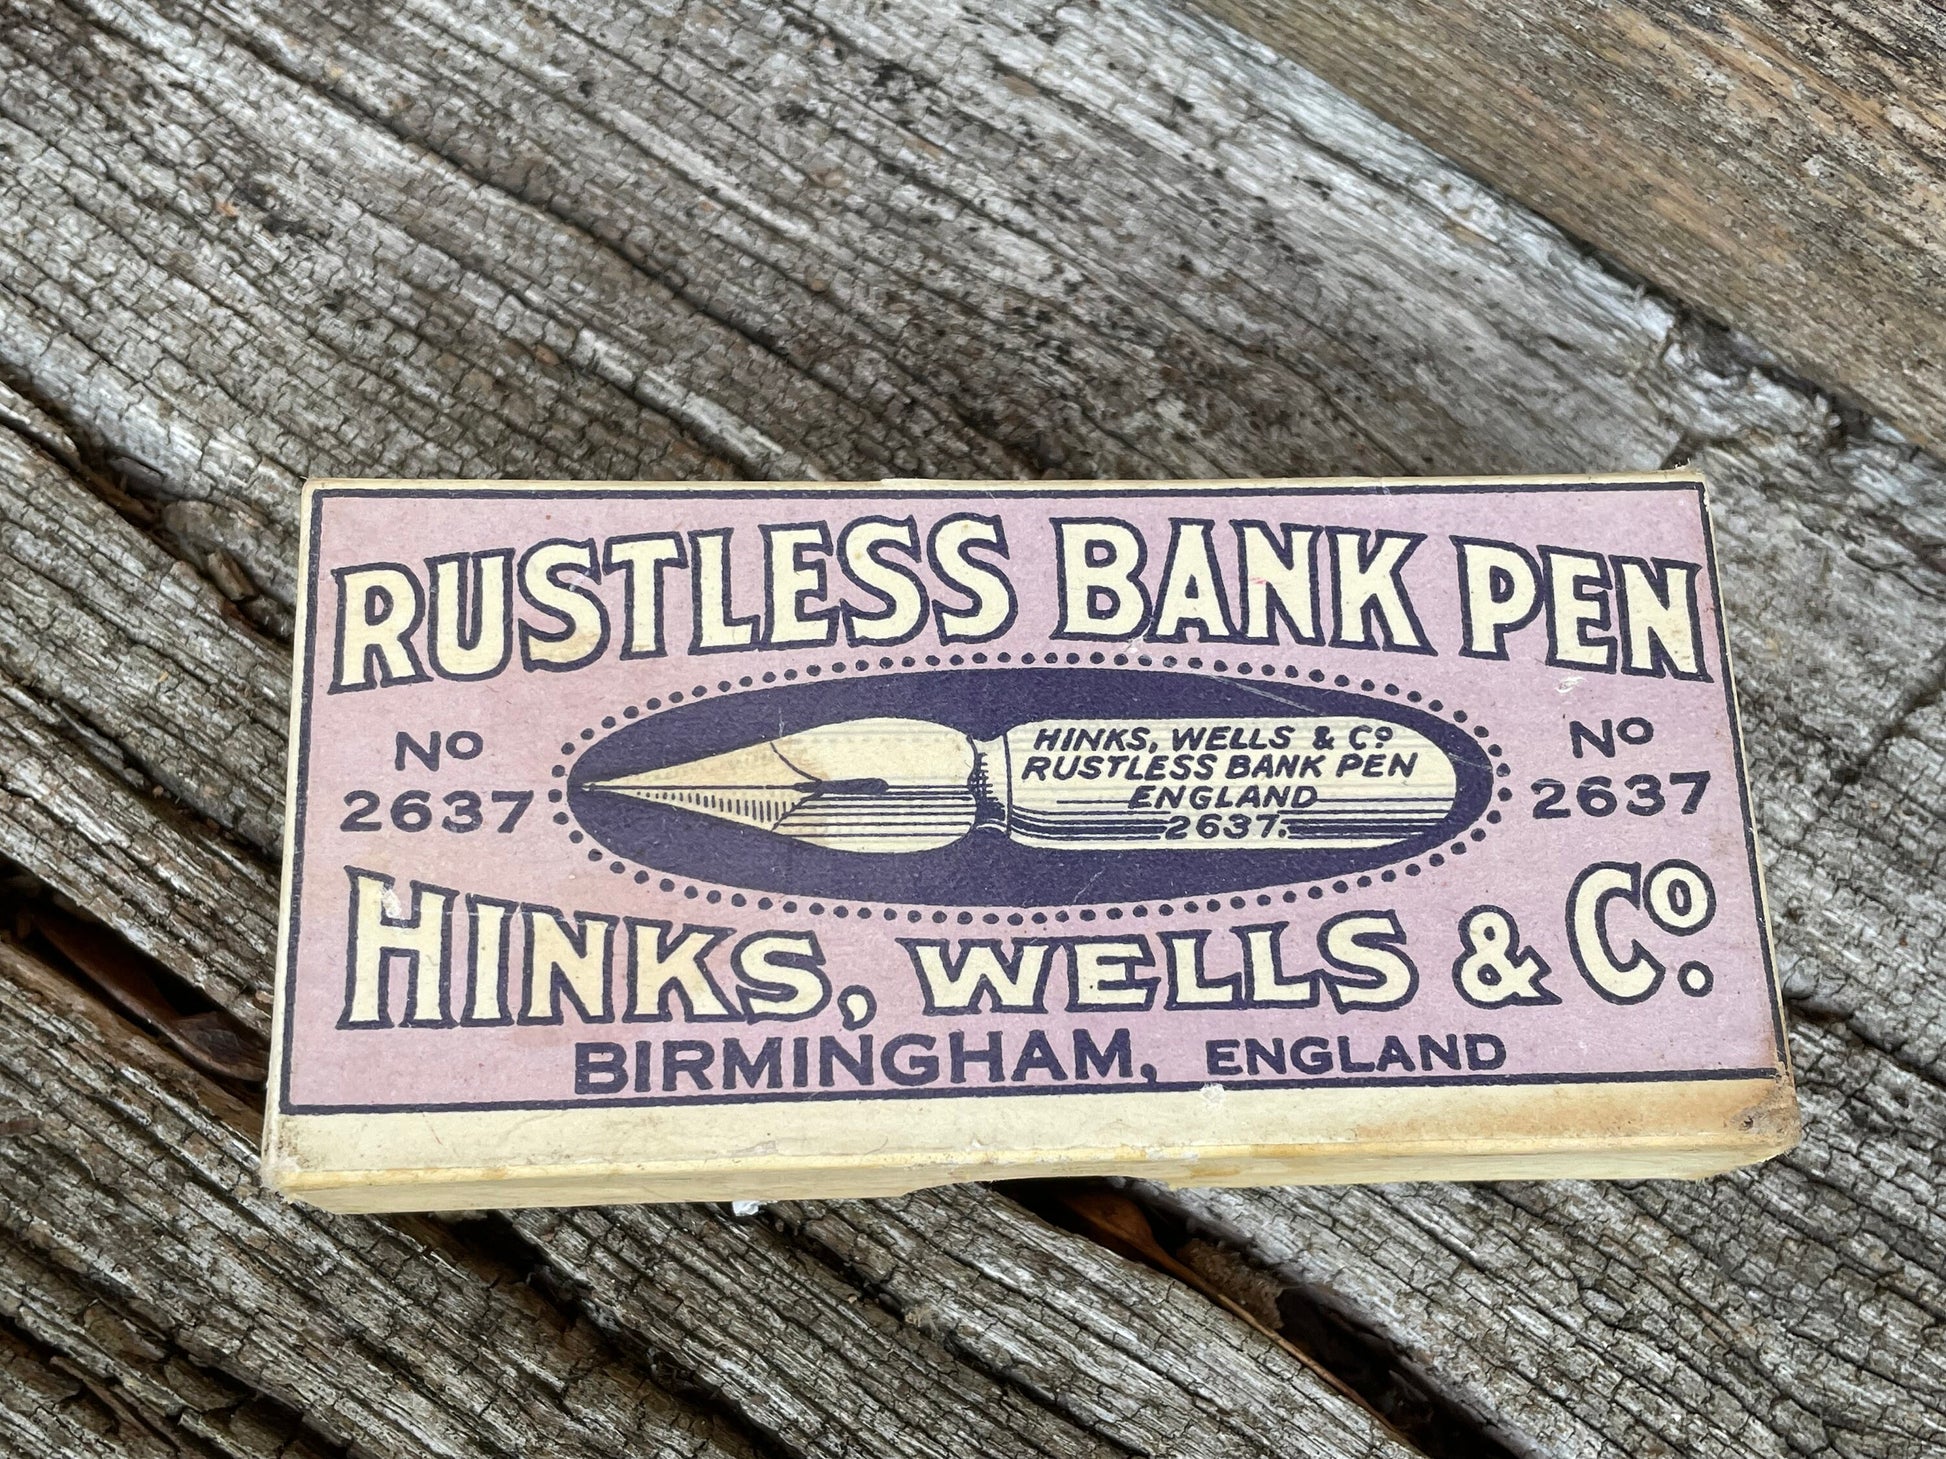 RUSTLESS BANK PEN
Nº
2637
HINKS, WELLS & Cº
RUSTLESS BANK PEN
ENGLAND
2637.
Nº
2637
HINKS, WELLS & Cº.
BIRMINGHAM, ENGLAND